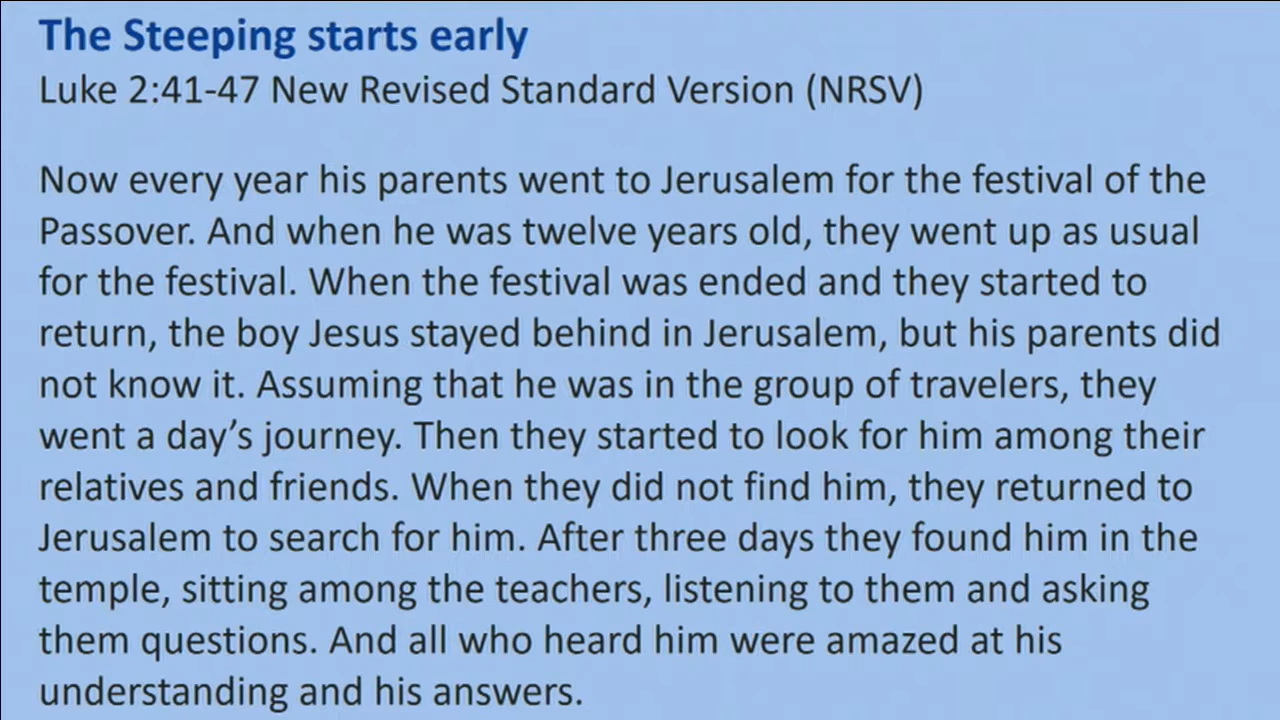 The Steeping starts early
Luke 2:41-47 New Revised Standard Version (NRSV)
Now every year his parents went to Jerusalem for the festival of the
Passover. And when he was twelve years old, they went up as usual
for the festival. When the festival was ended and they started to
return, the boy Jesus stayed behind in Jerusalem, but his parents did
not know it. Assuming that he was in the group of travelers, they
went a day’s journey. Then they started to look for him among their
relatives and friends. When they did not find him, they returned to
Jerusalem to search for him. After three days they found him in the
temple, sitting among the teachers, listening to them and asking
them questions. And all who heard him were amazed at his
understanding and his answers.